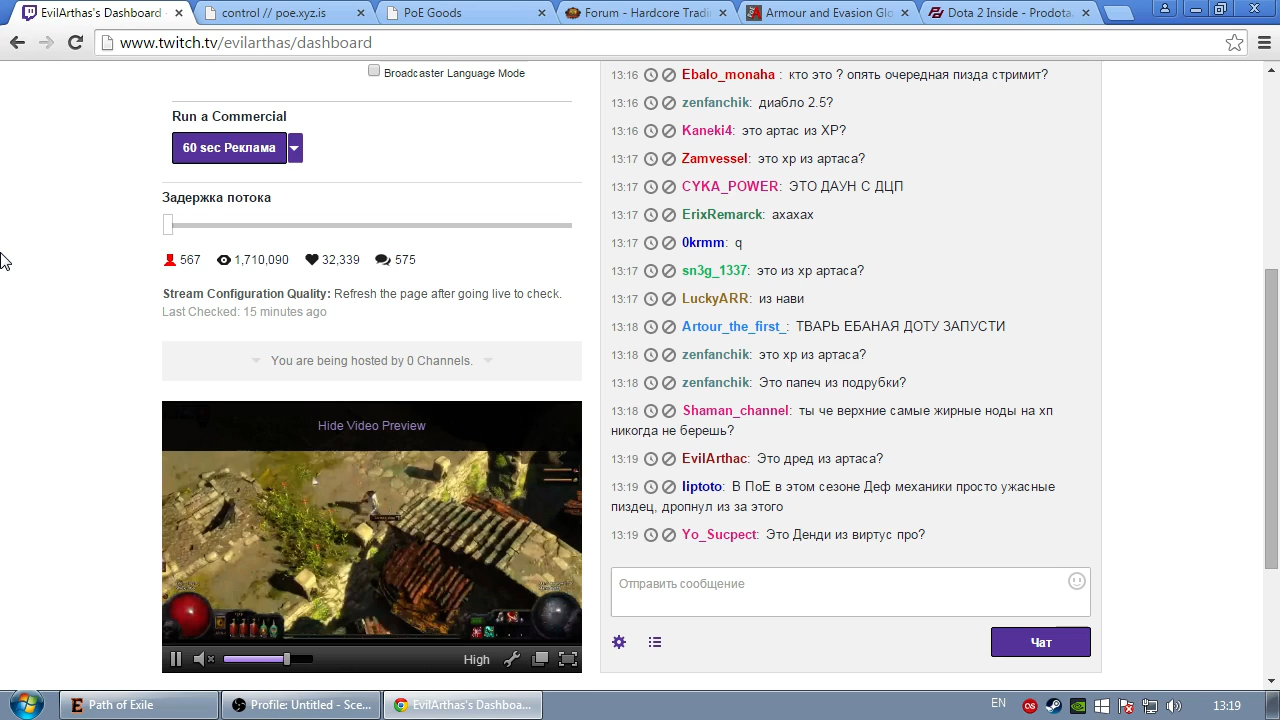 EvilArthas's Dashboard -
control // poe.xyz.is
PoE Goods
Forum - Hardcore Tradi
Armour and Evasion Glo
Dota 2 Inside - Prodota.
www.twitch.tv/evilarthas/dashboard
Broadcaster Language Mode
Run a Commercial
60 sec Реклама
Задержка потока
567 1,710,090 32,339 575
Stream Configuration Quality: Refresh the page after going live to check.
Last Checked: 15 minutes ago
You are being hosted by 0 Channels.
Hide Video Preview
High
13:16 Ebalo_monaha : кто это ? опять очередная пизда стримит?
13:16 zenfanchik: диабло 2.5?
13:16 Kaneki4: это артас из ХР?
13:17 Zamvessel: это хр из артаса?
13:17 CYKA_POWER: ЭТО ДАУН С ДЦП
13:17 ErixRemarck: ахахах
13:17 0krmm: q
13:17 sn3g_1337: это из хр артаса?
13:17 LuckyARR: из нави
13:18 Artour_the_first_: ТВАРЬ ЕБАНАЯ ДОТУ ЗАПУСТИ
13:18 zenfanchik: это хр из артаса?
13:18 zenfanchik: Это папеч из подрубки?
13:18 Shaman_channel: ты че верхние самые жирные ноды на хп
никогда не берешь?
13:19 EvilArthac: Это дред из артаса?
13:19 liptoto: В ПоЕ в этом сезоне Деф механики просто ужасные
пиздец, дропнул из за этого
13:19 Yo_Sucpect: Это Денди из виртус про?
Отправить сообщение
Чат
Path of Exile
Profile: Untitled - Sce...
EvilArthas's Dashboa...
EN
13:19